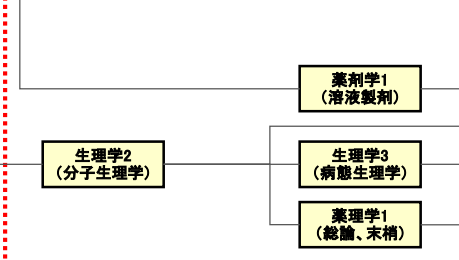 薬剤学1
（溶液製剤）
生理学2
（分子生理学）
生理学3
（病態生理学）
薬理学1
（総論、末梢）